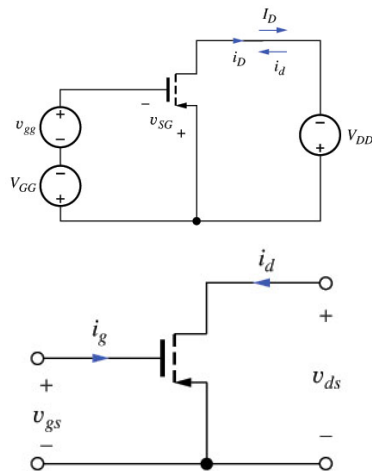 I_D
i_D
i_d
−
+
v_gg
−
v_SG
+
−
V_GG
+
−
V_DD
+
i_d
i_g
+
+
v_gs
v_ds
−
−